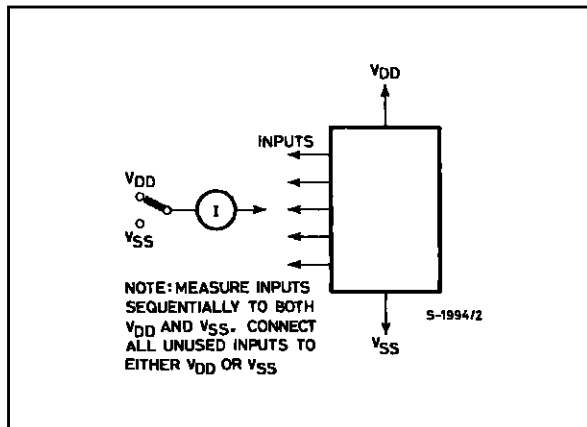 VDD
INPUTS
VDD
I
VSS
NOTE: MEASURE INPUTS
SEQUENTIALLY TO BOTH
VDD AND VSS. CONNECT
ALL UNUSED INPUTS TO
EITHER VDD OR VSS
S-1994/2
VSS